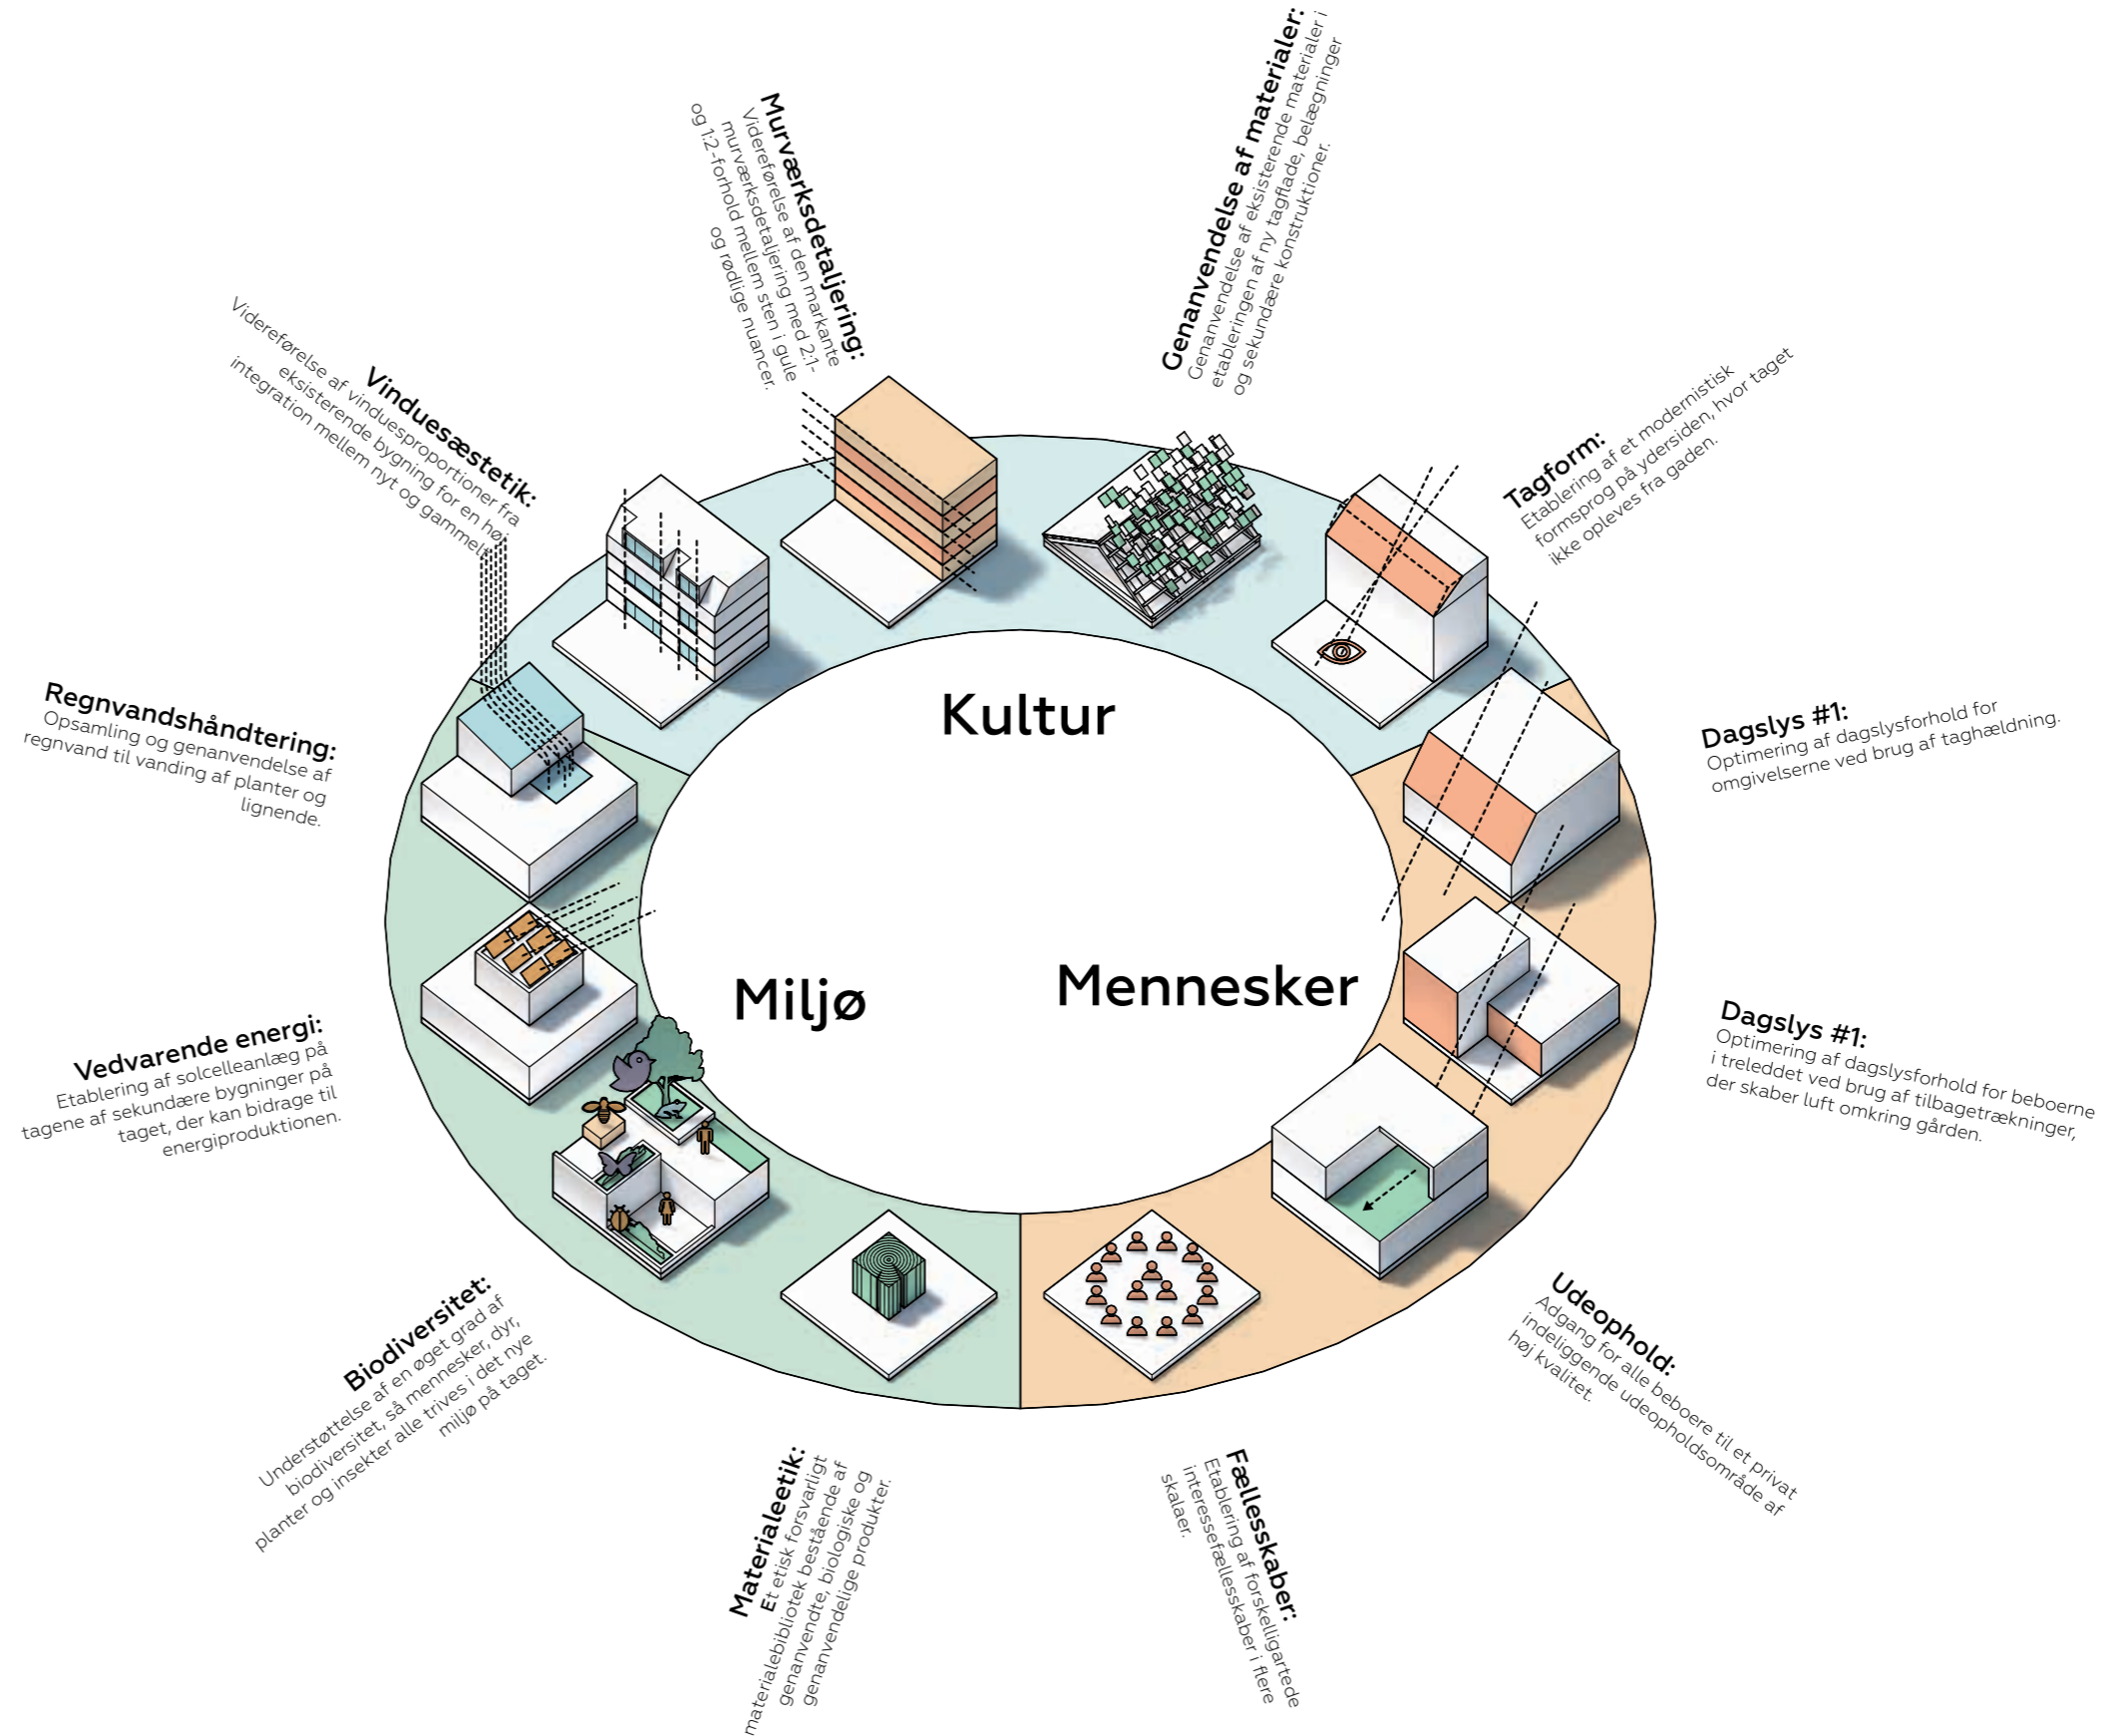 Genanvendelse af materialer:
Genanvendelse af eksisterende materialer i
etableringen af ny tagflade, belægninger
og sekundære konstruktioner.
Murværksdetaljering:
Videreførelse af den markante
murværksdetaljering med 2:1-
og 1:2-forhold mellem sten i gule
og rødlige nuancer.
Vinduesæstetik:
Videreførelse af vinduesproportioner fra
eksisterende bygning for en høj
integration mellem nyt og gammelt.
Tagform:
Etablering af et modernistisk
formsprog på ydersiden, hvor taget
ikke opleves fra gaden.
Regnvandshåndtering:
Opsamling og genanvendelse af
regnvand til vanding af planter og
lignende.
Kultur
Dagslys #1:
Optimering af dagslysforhold for
omgivelserne ved brug af taghældning.
Miljø
Mennesker
Vedvarende energi:
Etablering af solcelleanlæg på
tagene af sekundære bygninger på
taget, der kan bidrage til
energiproduktionen.
Dagslys #1:
Optimering af dagslysforhold for beboerne
i treleddet ved brug af tilbagetrækninger,
der skaber luft omkring gården.
Biodiversitet:
Understøttelse af en øget grad af
biodiversitet, så mennesker, dyr,
planter og insekter alle trives i det nye
miljø på taget.
Udeophold:
Adgang for alle beboere til et privat
indeliggende udeopholdsområde af
høj kvalitet.
Materialeetik:
Et etisk forsvarligt
materialebibliotek bestående af
genanvendte, biologiske og
genanvendelige produkter.
Fællesskaber:
Etablering af forskelligartede
interessefællesskaber i flere
skalaer.